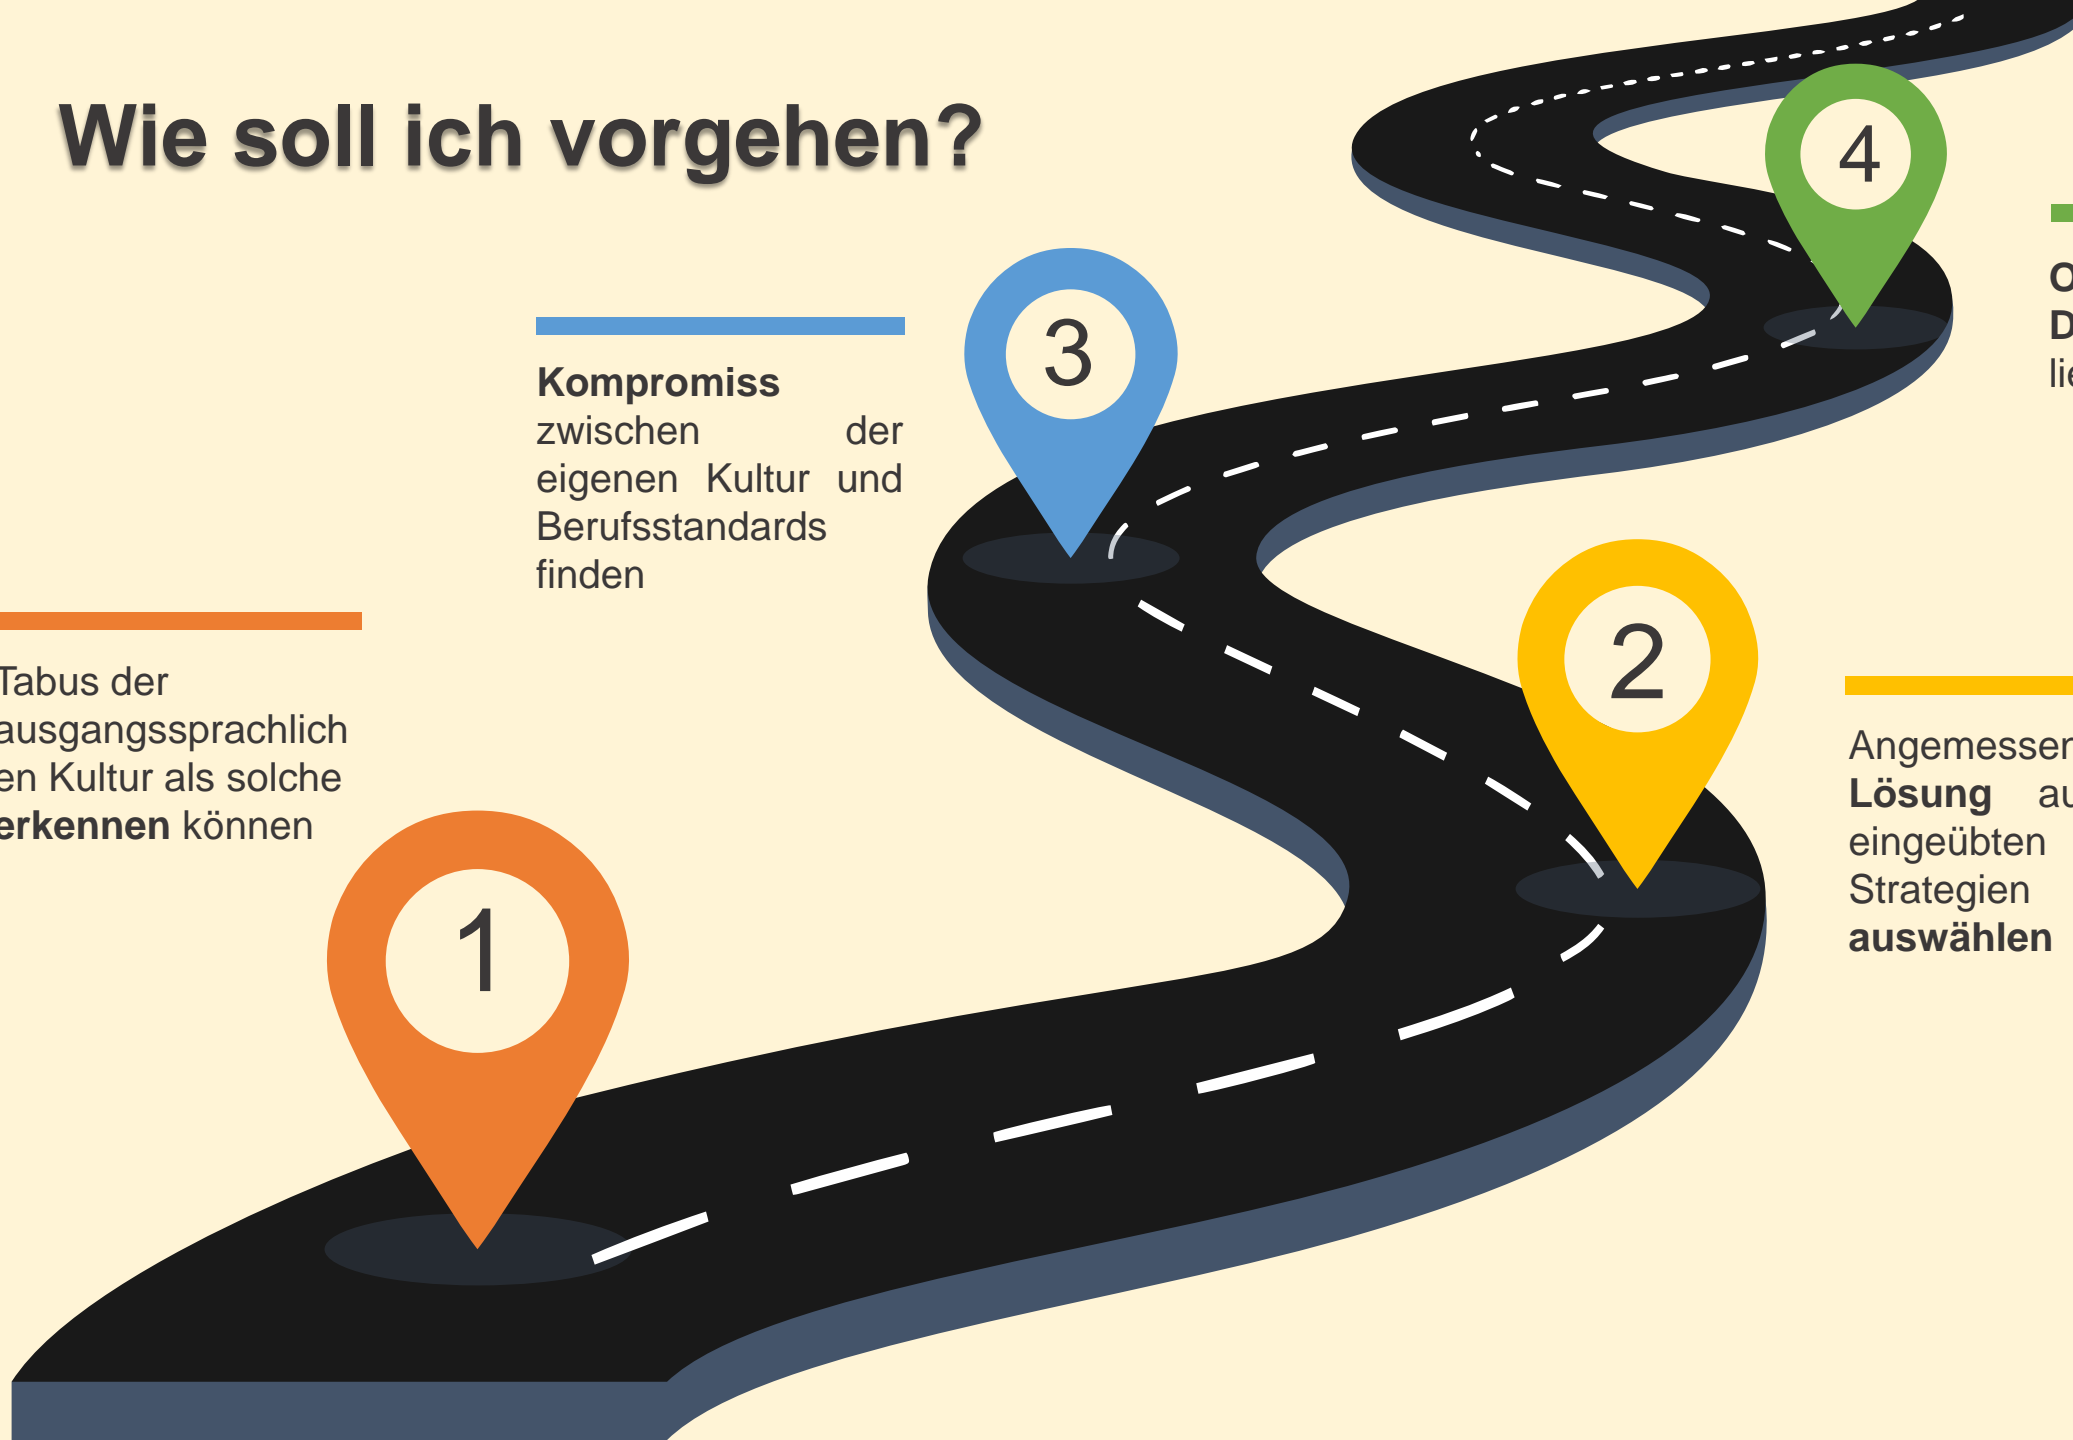 Wie soll ich vorgehen?
1
Tabus der
ausgangssprachlich
en Kultur als solche
erkennen können
2
Lösung
eingeübten
Strategien
auswählen
3
Kompromiss
zwischen der
eigenen Kultur und
Berufsstandards
finden
4